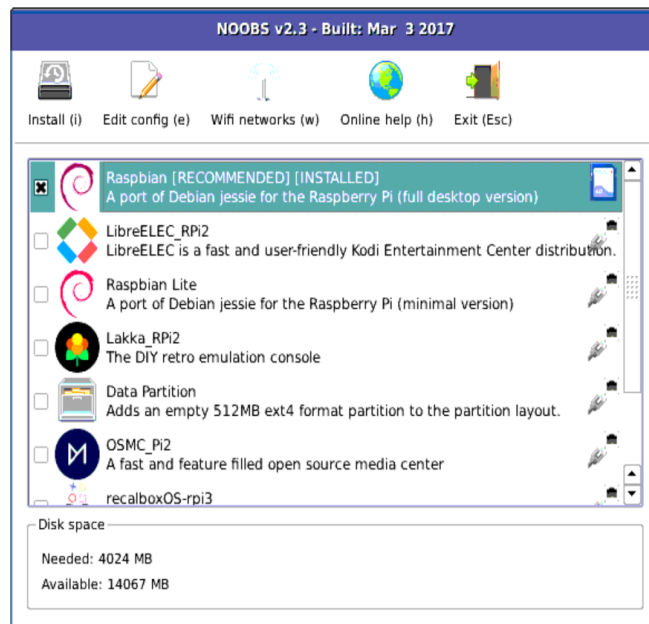 NOOBS v2.3 - Built: Mar 3 2017
Install (i) Edit config (e) Wifi networks (w) Online help (h) Exit (Esc)
Raspbian [RECOMMENDED] [INSTALLED]
A port of Debian jessie for the Raspberry Pi (full desktop version)
LibreELEC_RPi2
LibreELEC is a fast and user-friendly Kodi Entertainment Center distribution.
Raspbian Lite
A port of Debian jessie for the Raspberry Pi (minimal version)
Lakka_RPi2
The DIY retro emulation console
Data Partition
Adds an empty 512MB ext4 format partition to the partition layout.
OSMC_Pi2
A fast and feature filled open source media center
recalboxOS-rpi3
Disk space
Needed: 4024 MB
Available: 14067 MB